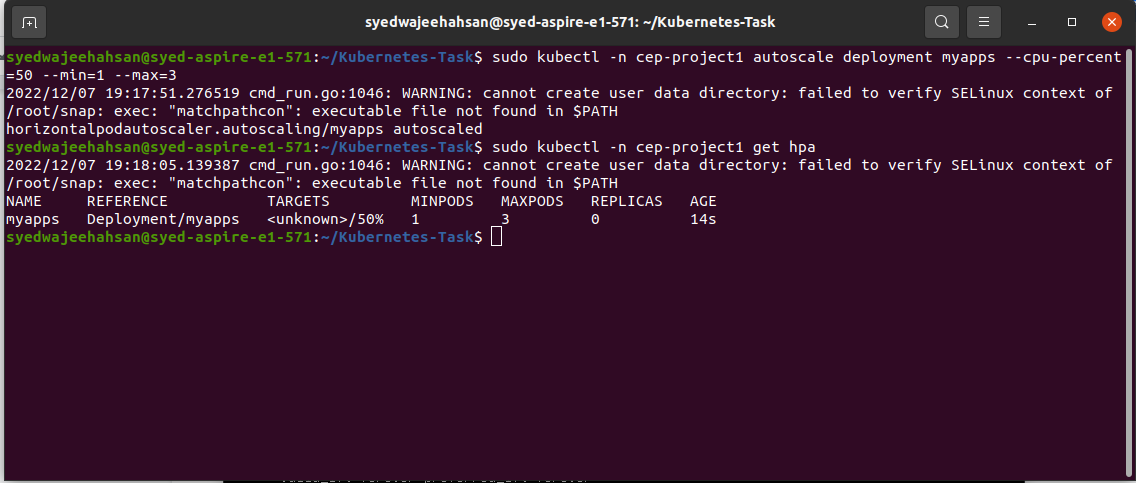 syedwajeehahsan@syed-aspire-e1-571: ~/Kubernetes-Task
syedwajeehahsan@syed-aspire-e1-571:~/Kubernetes-Task$ sudo kubectl -n cep-project1 autoscale deployment myapps --cpu-percent
=50 --min=1 --max=3
2022/12/07 19:17:51.276519 cmd_run.go:1046: WARNING: cannot create user data directory: failed to verify SELinux context of
/root/snap: exec: "matchpathcon": executable file not found in $PATH
horizontalpodautoscaler.autoscaling/myapps autoscaled
syedwajeehahsan@syed-aspire-e1-571:~/Kubernetes-Task$ sudo kubectl -n cep-project1 get hpa
2022/12/07 19:18:05.139387 cmd_run.go:1046: WARNING: cannot create user data directory: failed to verify SELinux context of
/root/snap: exec: "matchpathcon": executable file not found in $PATH
NAME     REFERENCE           TARGETS         MINPODS   MAXPODS   REPLICAS   AGE
myapps   Deployment/myapps   <unknown>/50%   1         3         0          14s
syedwajeehahsan@syed-aspire-e1-571:~/Kubernetes-Task$